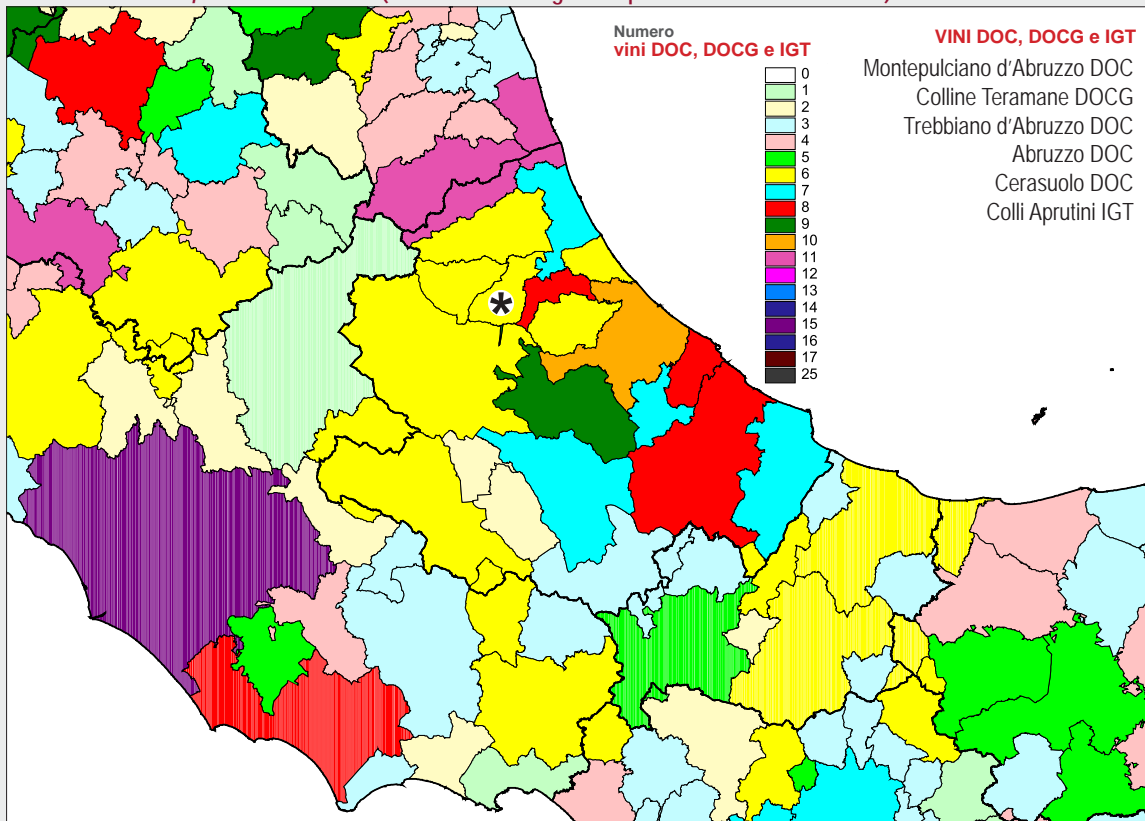 Numero
vini DOC, DOCG e IGT
0
1
2
3
4
5
6
7
8
9
10
11
12
13
14
15
16
17
25
VINI DOC, DOCG e IGT
Montepulciano d'Abruzzo DOC
Colline Teramane DOCG
Trebbiano d'Abruzzo DOC
Abruzzo DOC
Cerasuolo DOC
Colli Aprutini IGT
*